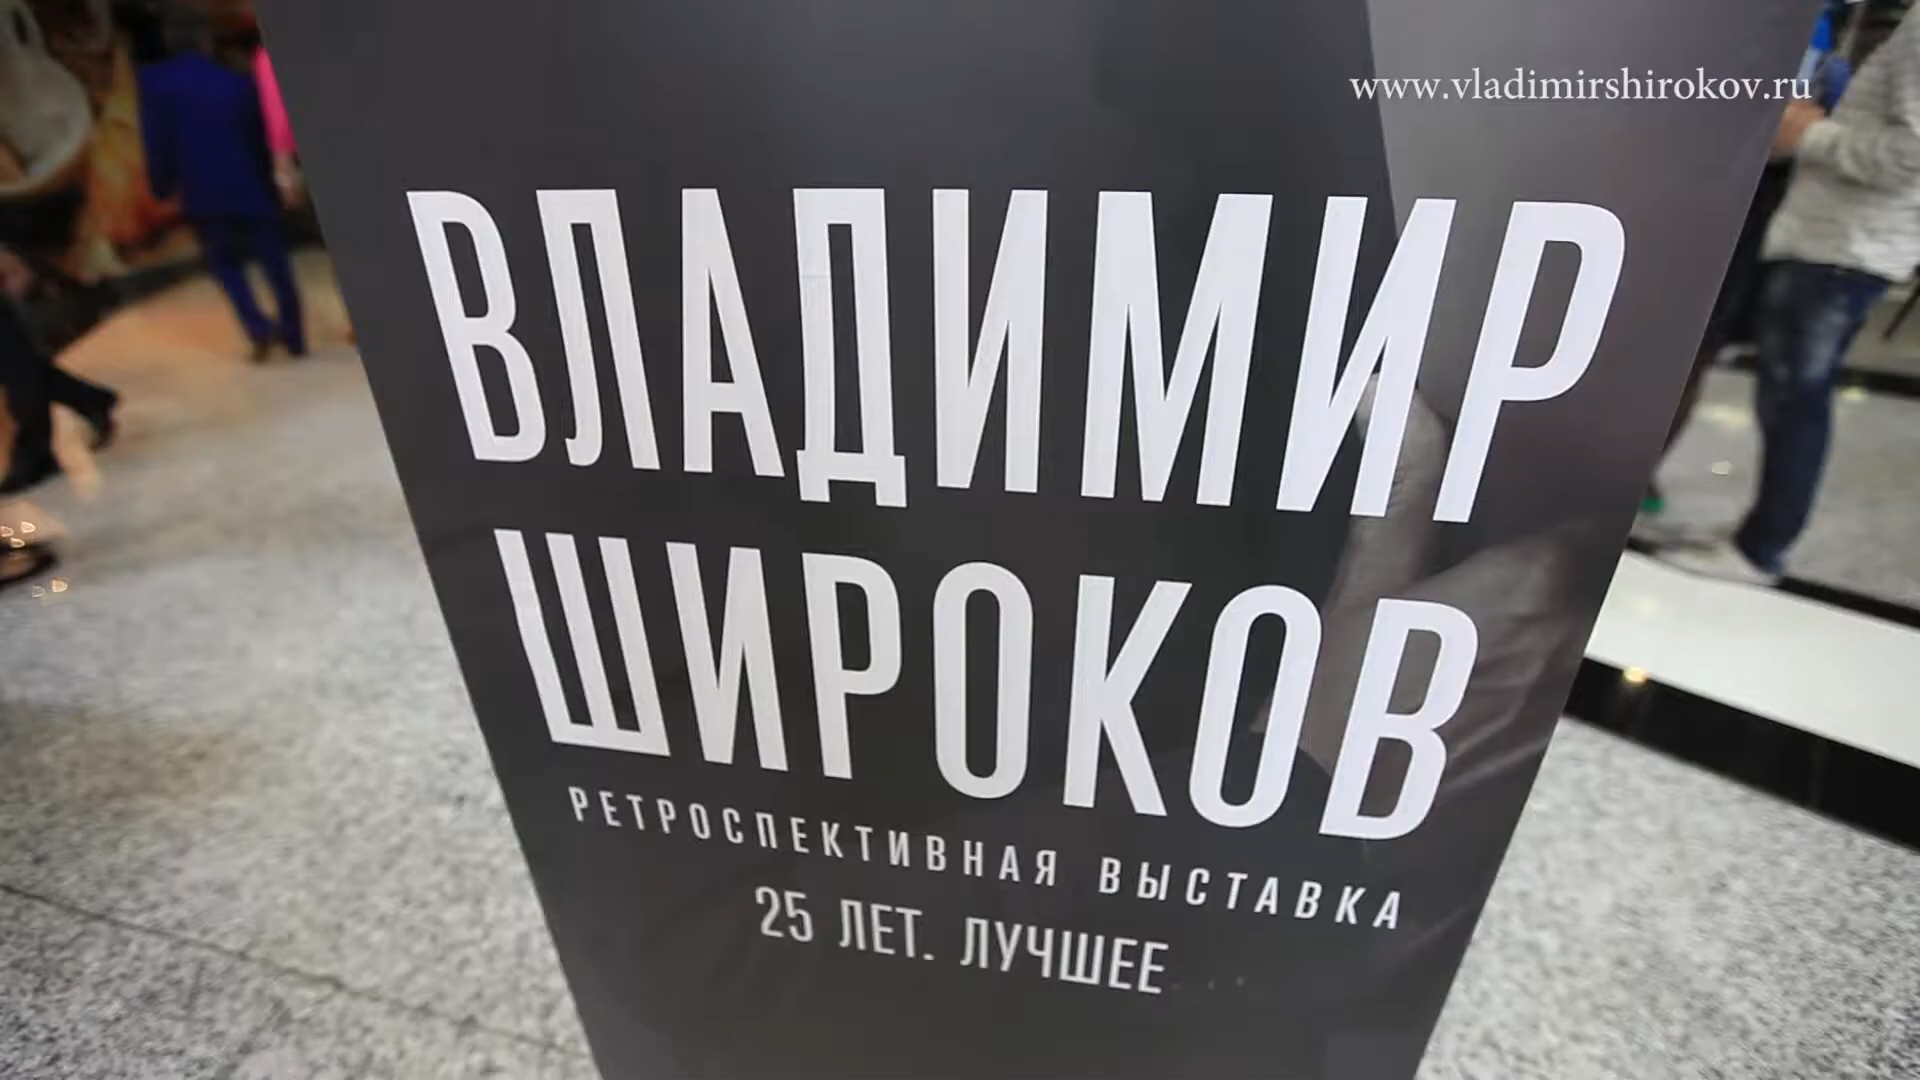 www.vladimirshirokov.ru
ВЛАДИМИР
ШИРОКОВ
РЕТРОСПЕКТИВНАЯ ВЫСТАВКА
25 ЛЕТ. ЛУЧШЕЕ